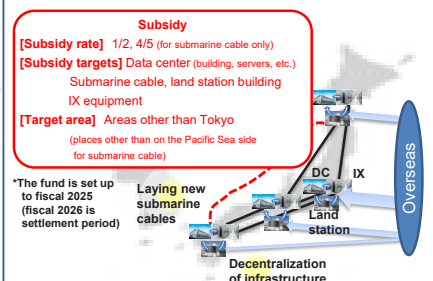 Subsidy
[Subsidy rate] 1/2, 4/5 (for submarine cable only)
[Subsidy targets] Data center (building, servers, etc.)
Submarine cable, land station building
IX equipment
[Target area] Areas other than Tokyo
(places other than on the Pacific Sea side
for submarine cable)
*The fund is set up
to fiscal 2025
(fiscal 2026 is
settlement period)
Laying new
submarine
cables
DC IX
Land
station
Overseas
Decentralization
of infrastructure